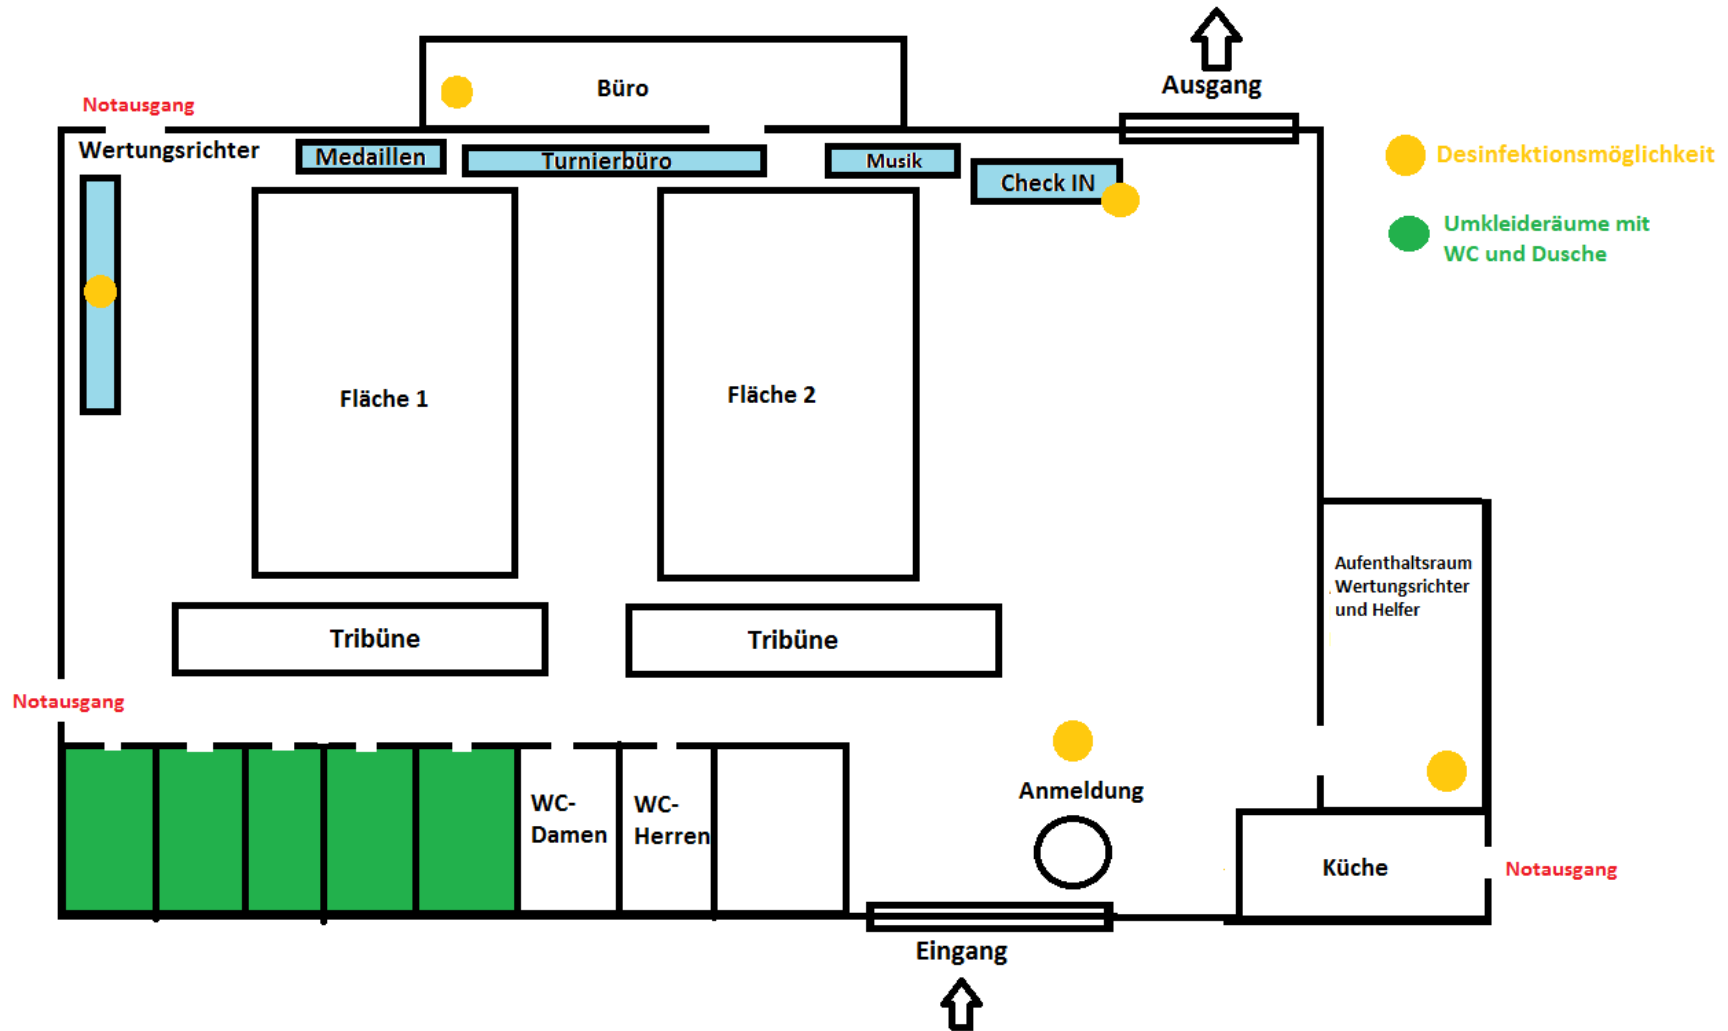 Ausgang
Büro
Notausgang
Wertungsrichter
Medaillen
Turnierbüro
Musik
Check IN
Desinfektionsmöglichkeit
Umkleideräume mit
WC und Dusche
Fläche 1
Fläche 2
Aufenthaltsraum
Wertungsrichter
und Helfer
Tribüne
Tribüne
Notausgang
Anmeldung
WC-
Damen
WC-
Herren
Küche
Notausgang
Eingang